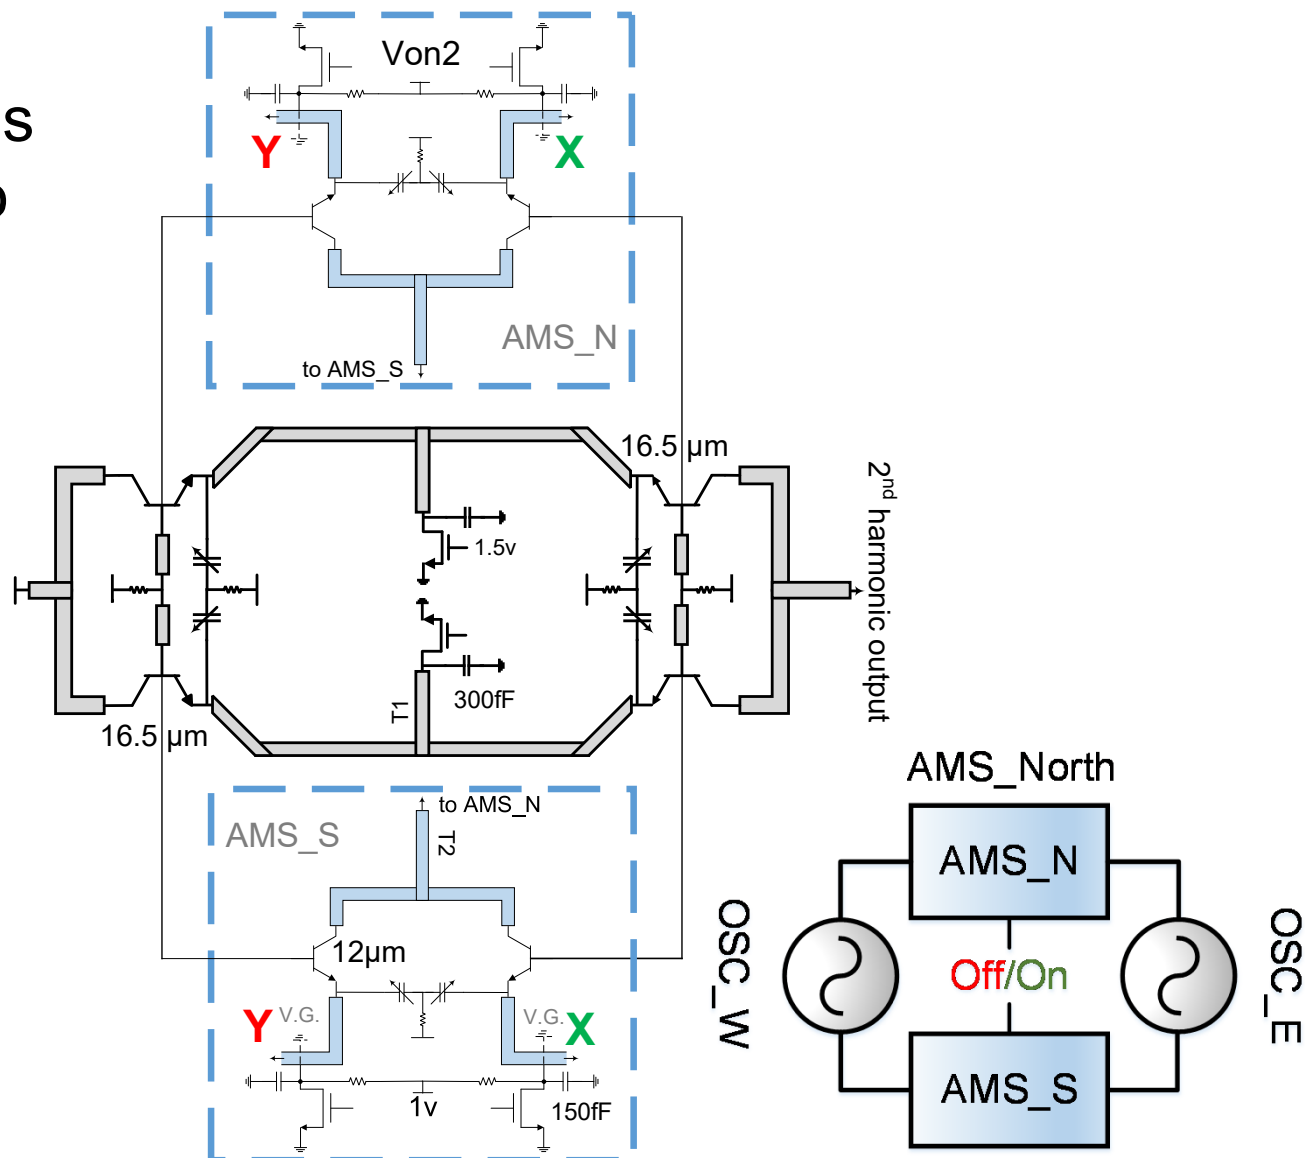 s
Von2
Y
X
AMS_N
to AMS_S
16.5 µm
1.5v
2nd harmonic output
300fF
T1
16.5 µm
to AMS_N
AMS_S
T2
12µm
Y V.G.
V.G. X
1v
150fF
AMS_North
AMS_N
OSC_W
Off/On
OSC_E
AMS_S